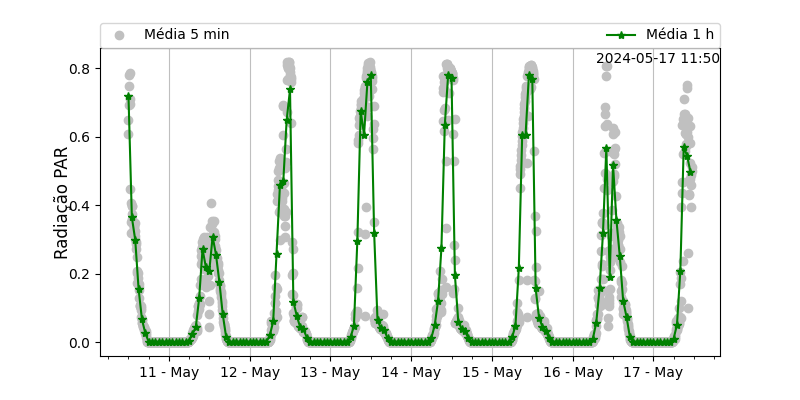 Média 5 min
Média 1 h
2024-05-17 11:50
Radiação PAR
0.8
0.6
0.4
0.2
0.0
11 - May
12 - May
13 - May
14 - May
15 - May
16 - May
17 - May